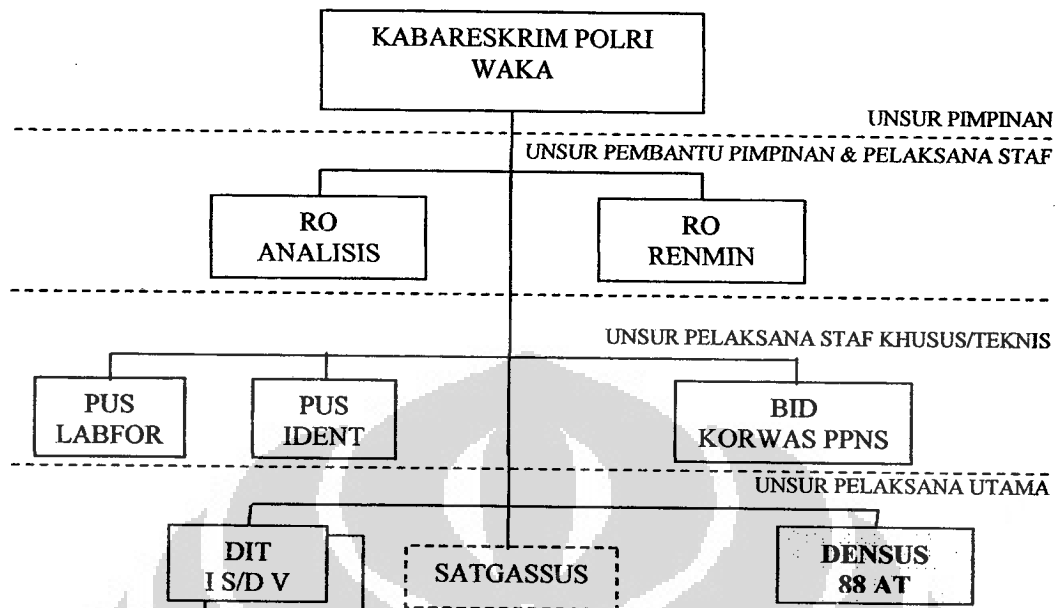 KABARESKRIM POLRI
WAKA
UNSUR PIMPINAN
UNSUR PEMBANTU PIMPINAN & PELAKSANA STAF
RO
ANALISIS
RO
RENMIN
UNSUR PELAKSANA STAF KHUSUS/TEKNIS
PUS
LABFOR
PUS
IDENT
BID
KORWAS PPNS
UNSUR PELAKSANA UTAMA
DIT
I S/D V
SATGASSUS
DENSUS
88 AT